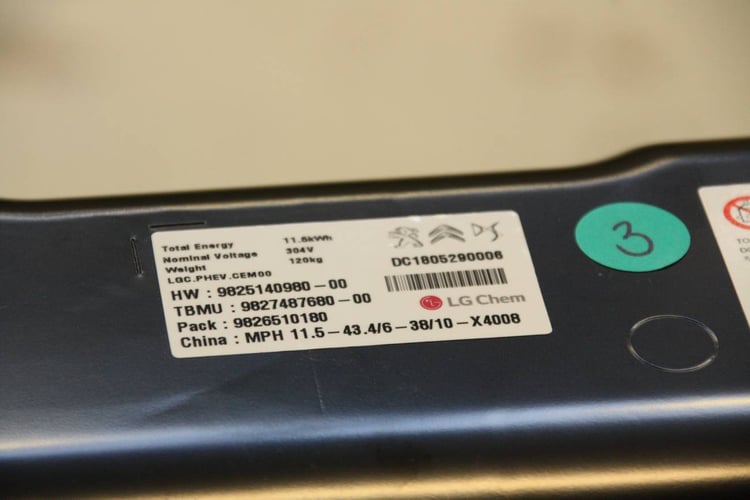 Total Energy 11.5kWh
Nominal Voltage 304V
Weight 120kg
LGC.PHEV.CEM00
HW : 9825140980-00
TBMU : 9827487680-00
Pack : 9826510180
China : MPH 11.5-43.4/6-38/10-X4008
DS
DC1805290006
LG Chem
3